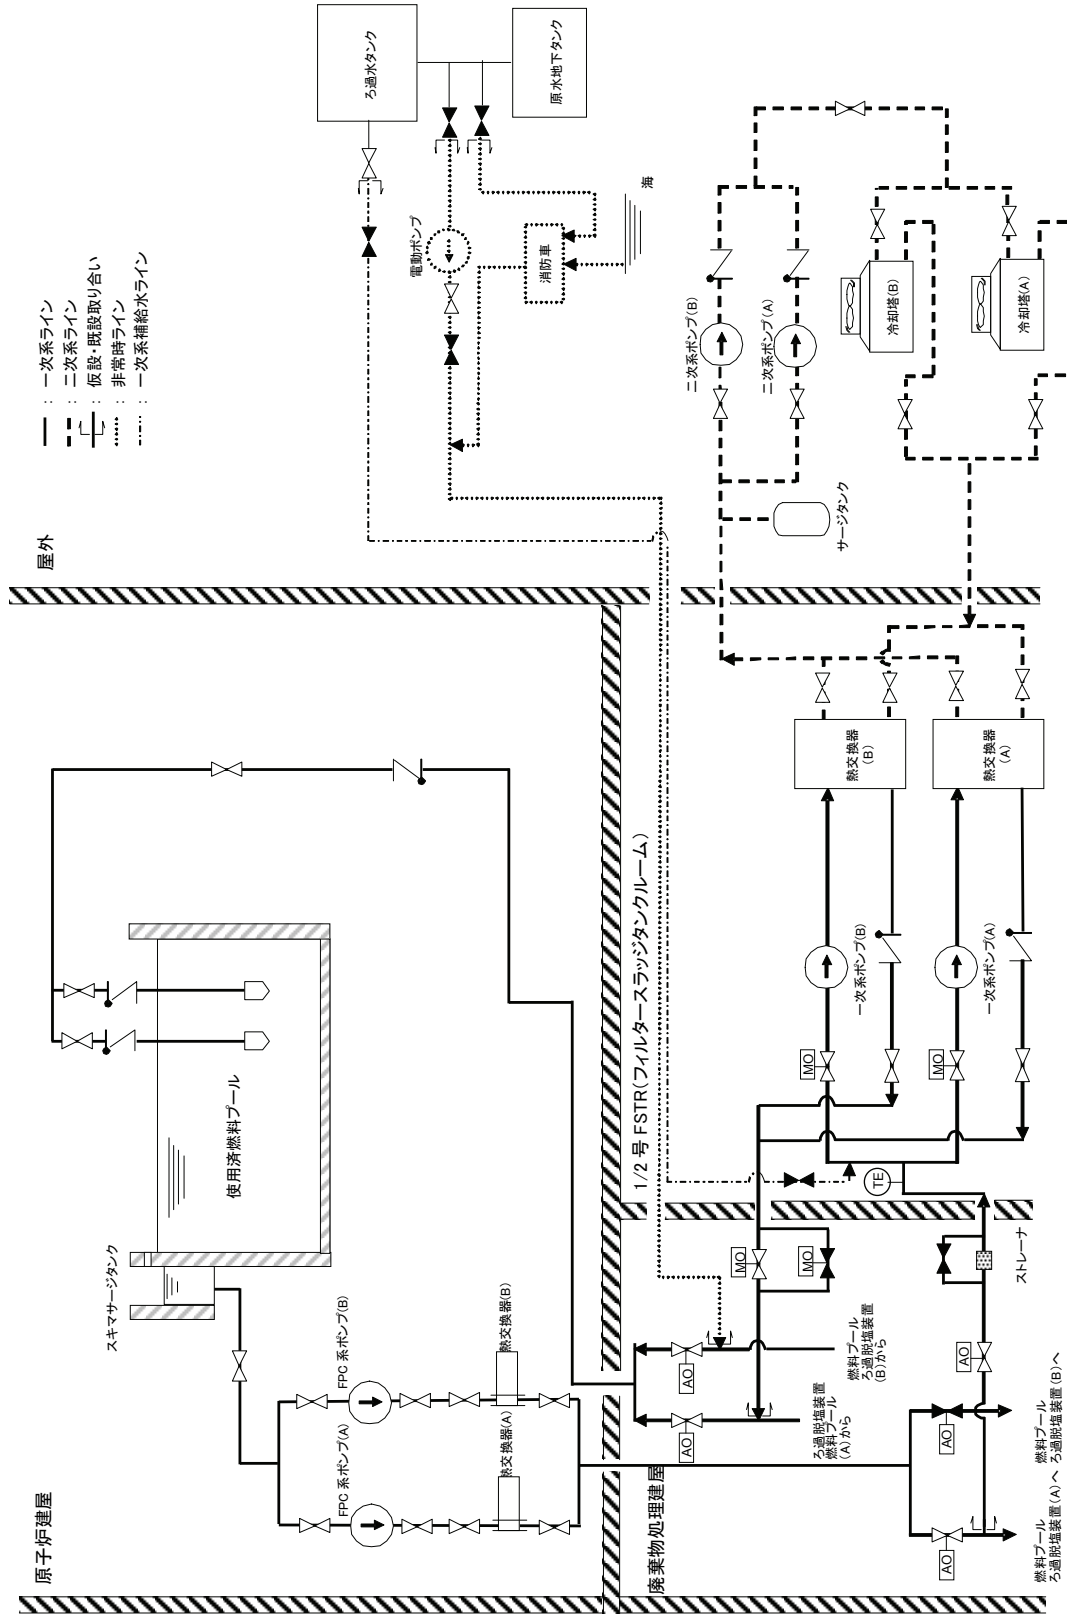 原子炉建屋
スキマサージタンク
使用済燃料プール
FPC 系ポンプ(B)
FPC 系ポンプ(A)
熱交換器(B)
熱交換器(A)
屋外
： 一次系ライン
： 二次系ライン
： 仮設・既設取り合い
： 非常時ライン
： 一次系補給水ライン
ろ過水タンク
原水地下タンク
電動ポンプ
消防車
海
廃棄物処理建屋
AO
AO
燃料プール
ろ過脱塩装置
(B)から
ろ過脱塩装置
燃料プール
(A)から
AO
AO
AO
燃料プール
ろ過脱塩装置(A)へ
燃料プール
ろ過脱塩装置(B)へ
ストレーナ
MO
MO
1/2 号 FSTR(フィルタースラッジタンクルーム)
TE
MO
MO
一次系ポンプ(B)
一次系ポンプ(A)
熱交換器
(B)
熱交換器
(A)
サージタンク
二次系ポンプ(B)
二次系ポンプ(A)
冷却塔(B)
冷却塔(A)